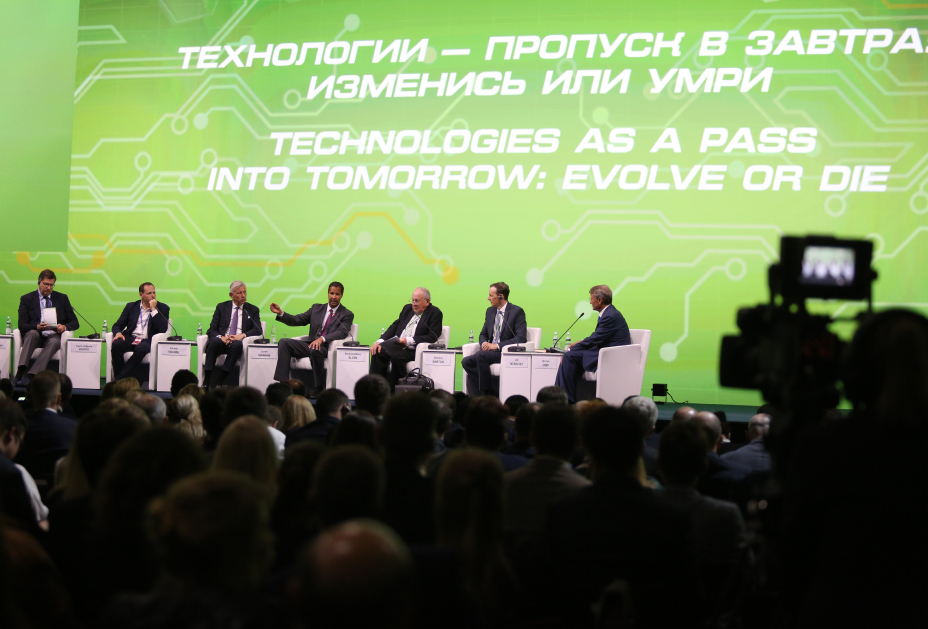 ТЕХНОЛОГИИ – ПРОПУСК В ЗАВТРА:
ИЗМЕНИСЬ ИЛИ УМРИ
TECHNOLOGIES AS A PASS
INTO TOMORROW: EVOLVE OR DIE